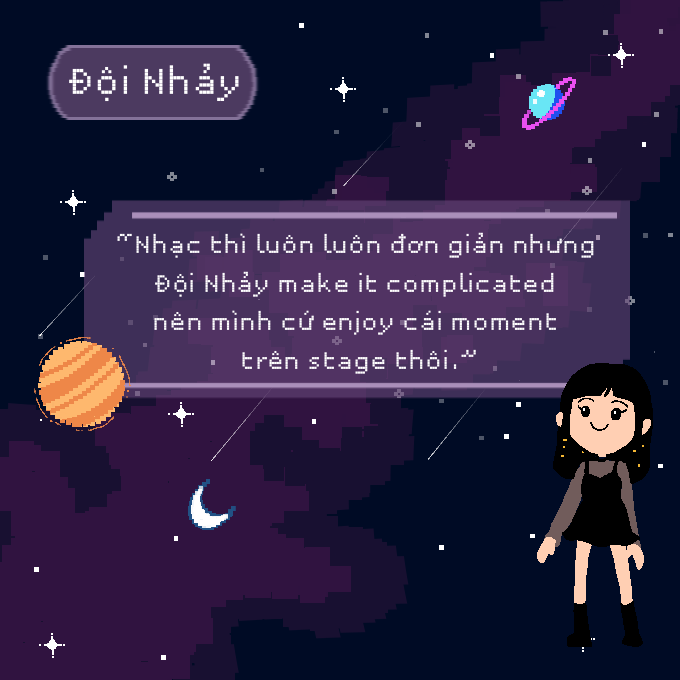 Đội Nhảy
“Nhạc thì luôn luôn đơn giản nhưng
Đội Nhảy make it complicated
nên mình cứ enjoy cái moment
trên stage thôi.”